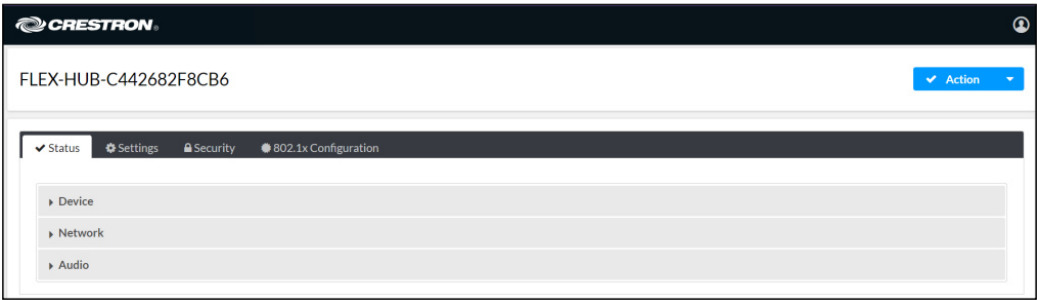 CRESTRON®
FLEX-HUB-C442682F8CB6
Action
Status Settings Security 802.1x Configuration
Device
Network
Audio